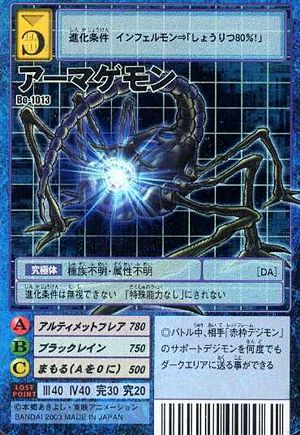 進化条件 インフェルモン⇒「しょうりつ80%!」
アーマゲモン
Bo-1013
究極体 種族不明・属性不明 [DA]
進化条件は無視できない 「特殊能力なし」にされない
A アルティメットフレア 780
B ブラックレイン 750
C まもる(Aを0に) 500
◎バトル中、相手「赤枠デジモン」
のサポートデジモンを何度でも
ダークエリアに送る事ができる
LOST POINT Ⅲ40 Ⅳ40 完30 究20
©本郷あきよし・東映アニメーション
BANDAI 2003 MADE IN JAPAN